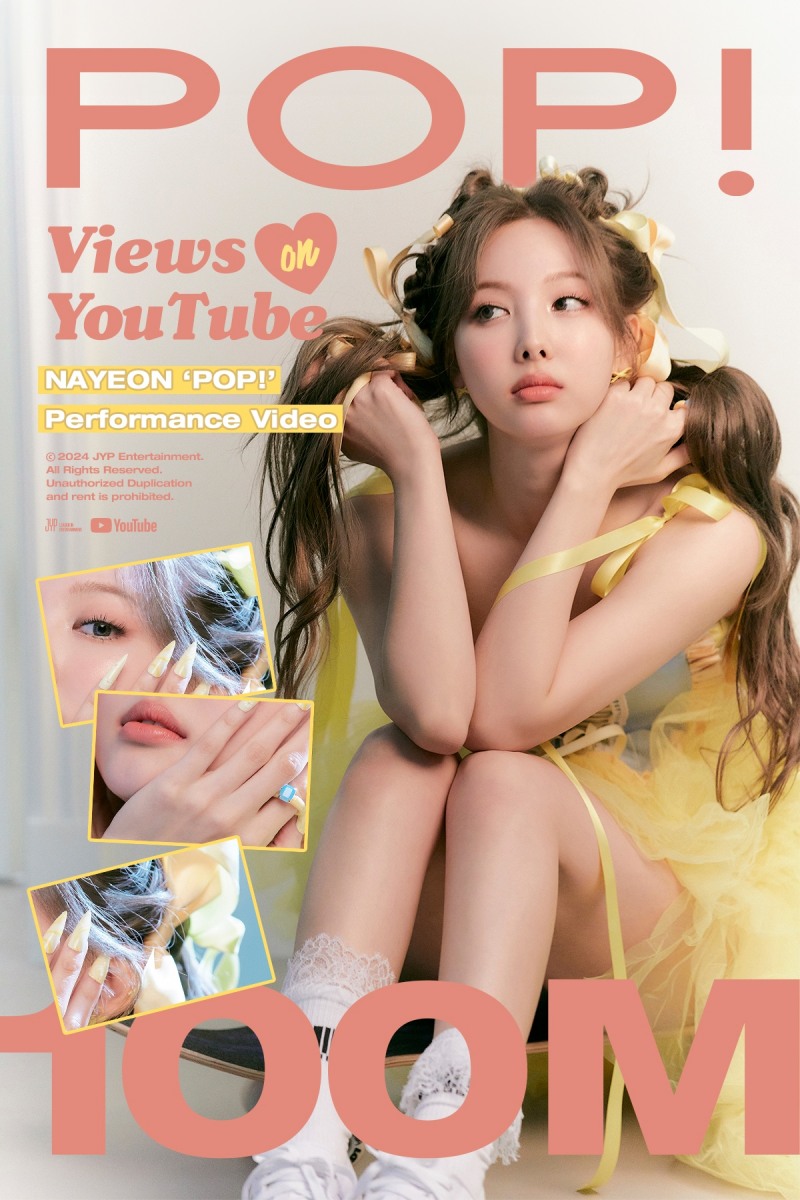 POP!
Views on
YouTube
NAYEON ‘POP!’
Performance Video
© 2024 JYP Entertainment.
All Rights Reserved.
Unauthorized Duplication
and rent is prohibited.
JYP YouTube
100M